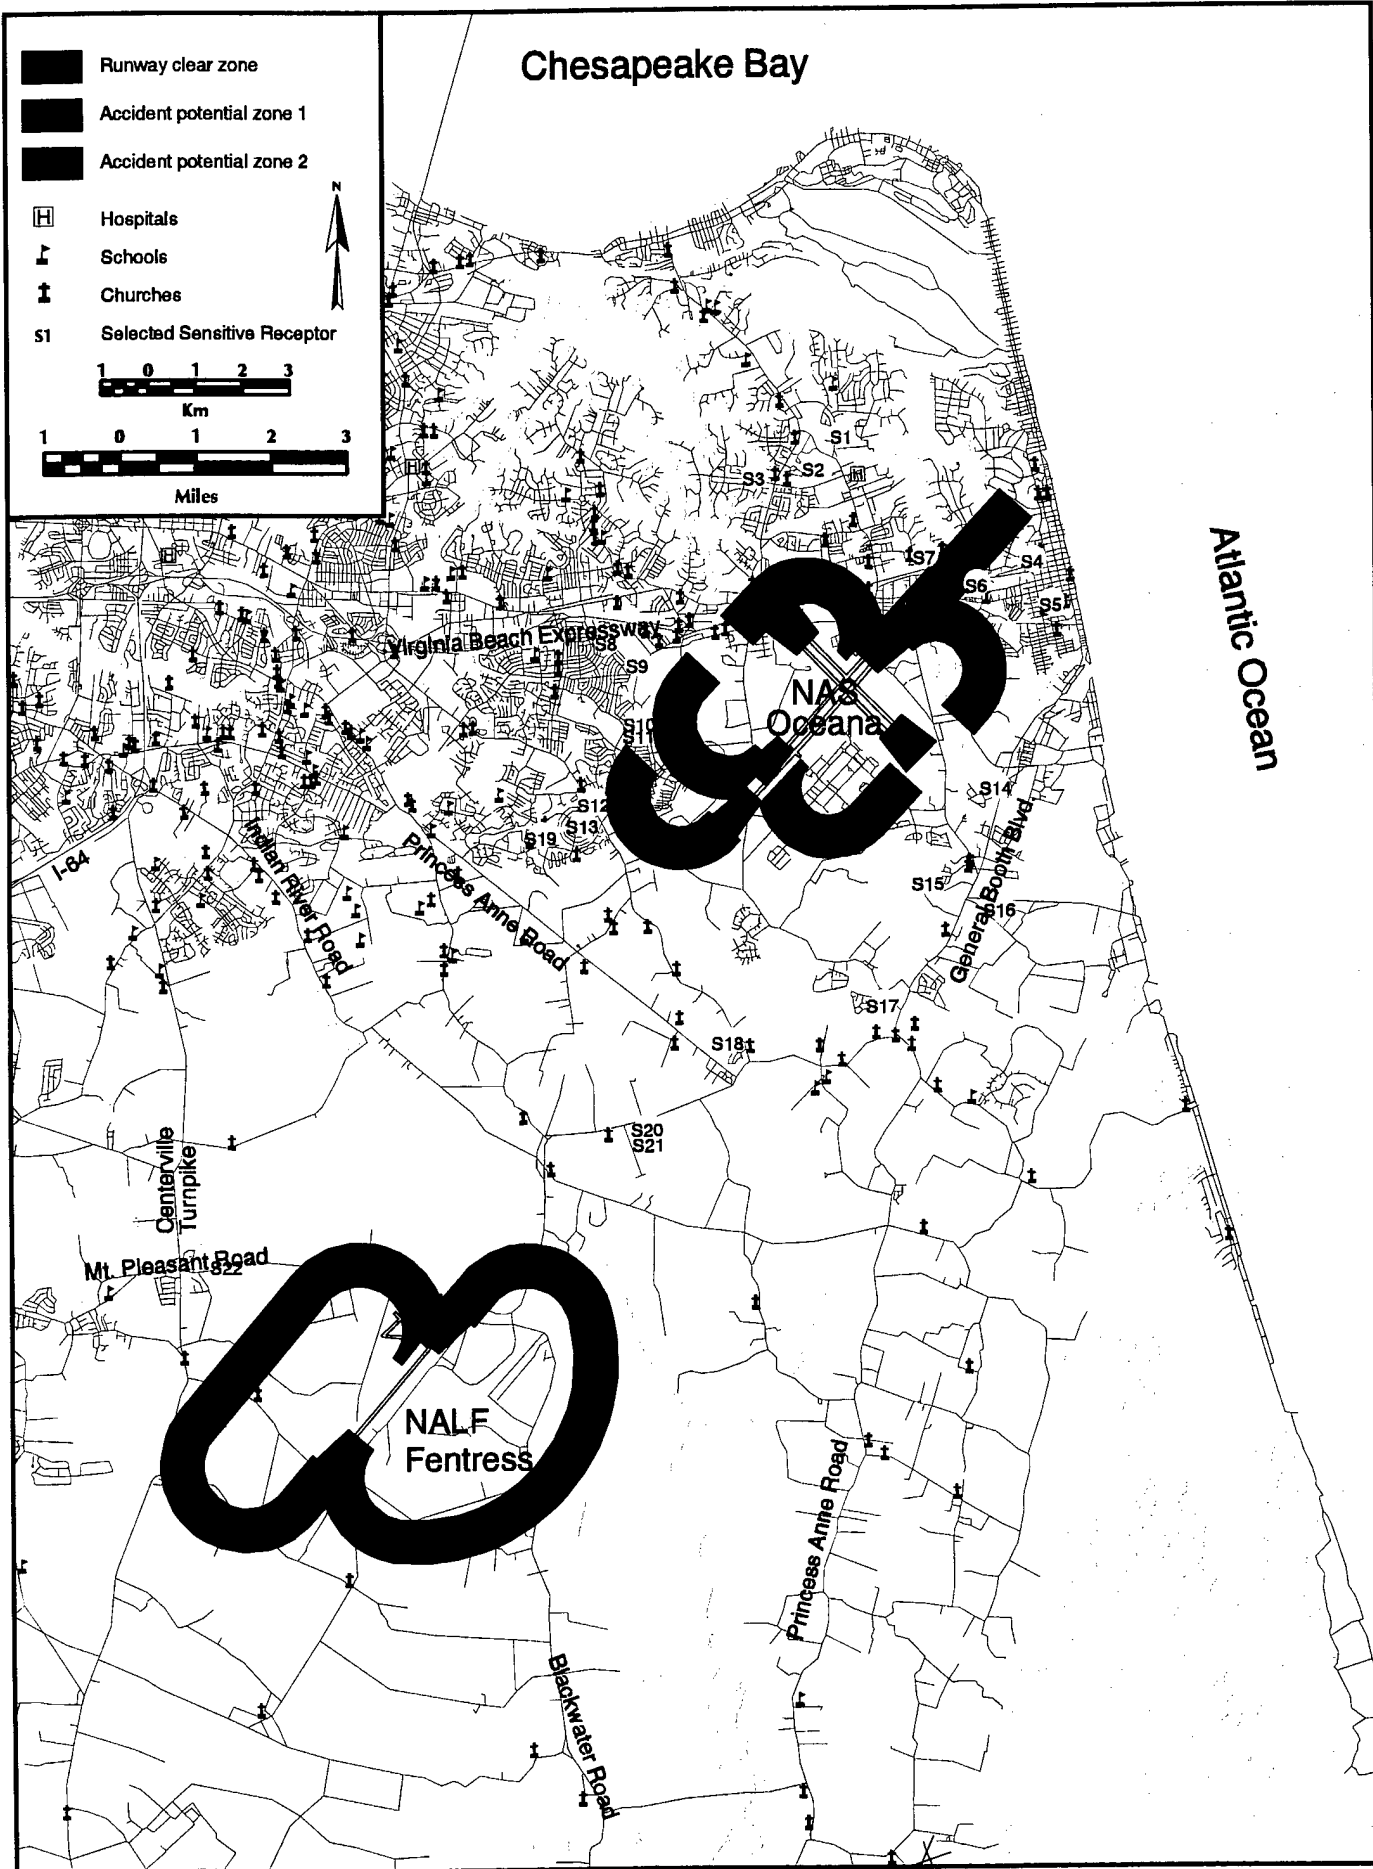 Chesapeake Bay
Runway clear zone
Accident potential zone 1
Accident potential zone 2
N
H Hospitals
Schools
Churches
S1 Selected Sensitive Receptor
1 0 1 2 3
Km
1 0 1 2 3
Miles
Atlantic Ocean
S1
S2
S3
H
H
H
S7
S4
S6
S5
Virginia Beach Expressway
S8
S9
NAS
Oceana
S10
S14
S12
S13
S19
I-64
Indian River Road
Princess Anne Road
General Booth Blvd.
S15
S16
S17
S18
S20
S21
Centerville
Turnpike
Mt. Pleasant Road
S22
NALF
Fentress
Princess Anne Road
Blackwater Road